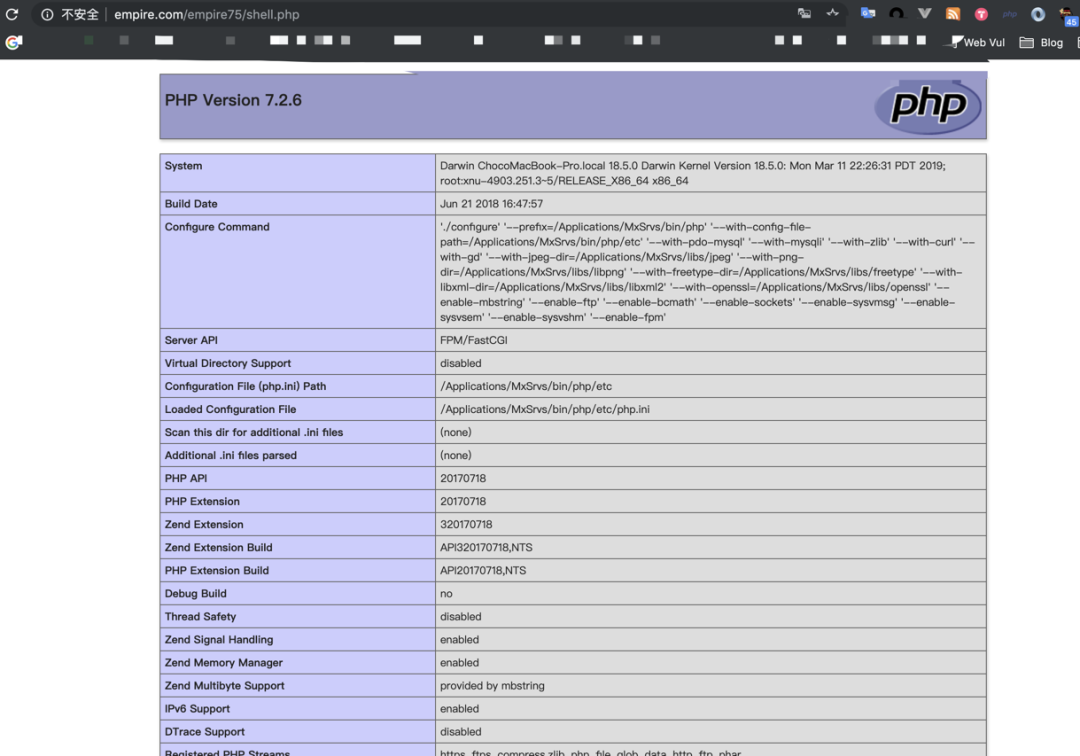 不安全 empire.com/empire75/shell.php
45
Web Vul Blog
PHP Version 7.2.6
php
System Darwin ChocoMacBook-Pro.local 18.5.0 Darwin Kernel Version 18.5.0: Mon Mar 11 22:26:31 PDT 2019;
root:xnu-4903.251.3~5/RELEASE_X86_64 x86_64
Build Date Jun 21 2018 16:47:57
Configure Command './configure' '--prefix=/Applications/MxSrvs/bin/php' '--with-config-file-
path=/Applications/MxSrvs/bin/php/etc' '--with-pdo-mysql' '--with-mysqli' '--with-zlib' '--with-curl' '--
with-gd' '--with-jpeg-dir=/Applications/MxSrvs/libs/jpeg' '--with-png-
dir=/Applications/MxSrvs/libs/libpng' '--with-freetype-dir=/Applications/MxSrvs/libs/freetype' '--with-
libxml-dir=/Applications/MxSrvs/libs/libxml2' '--with-openssl=/Applications/MxSrvs/libs/openssl' '--
enable-mbstring' '--enable-ftp' '--enable-bcmath' '--enable-sockets' '--enable-sysvmsg' '--enable-
sysvsem' '--enable-sysvshm' '--enable-fpm'
Server API FPM/FastCGI
Virtual Directory Support disabled
Configuration File (php.ini) Path /Applications/MxSrvs/bin/php/etc
Loaded Configuration File /Applications/MxSrvs/bin/php/etc/php.ini
Scan this dir for additional .ini files (none)
Additional .ini files parsed (none)
PHP API 20170718
PHP Extension 20170718
Zend Extension 320170718
Zend Extension Build API320170718,NTS
PHP Extension Build API20170718,NTS
Debug Build no
Thread Safety disabled
Zend Signal Handling enabled
Zend Memory Manager enabled
Zend Multibyte Support provided by mbstring
IPv6 Support enabled
DTrace Support disabled
Registered PHP Streams https, ftps, compress.zlib, php, file, glob, data, http, ftp, phar